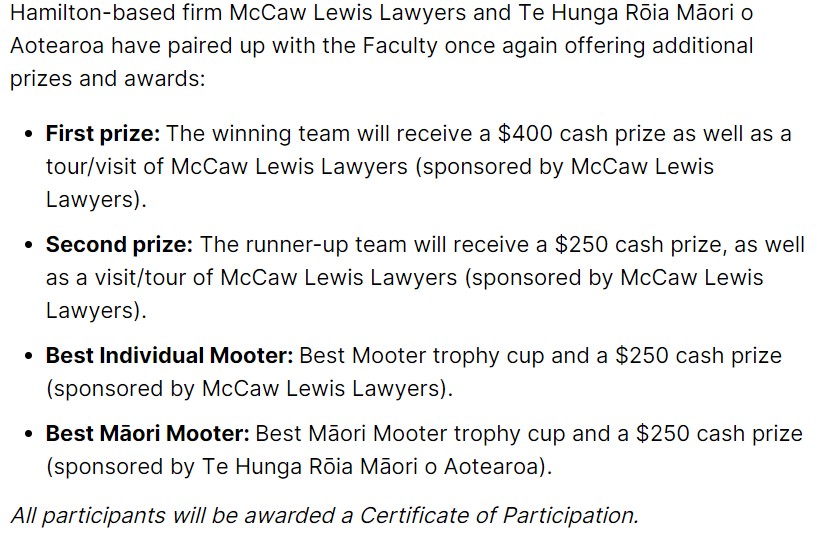 Hamilton-based firm McCaw Lewis Lawyers and Te Hunga Rōia Māori o
Aotearoa have paired up with the Faculty once again offering additional
prizes and awards:
• First prize: The winning team will receive a $400 cash prize as well as a
tour/visit of McCaw Lewis Lawyers (sponsored by McCaw Lewis
Lawyers).
• Second prize: The runner-up team will receive a $250 cash prize, as well
as a visit/tour of McCaw Lewis Lawyers (sponsored by McCaw Lewis
Lawyers).
• Best Individual Mooter: Best Mooter trophy cup and a $250 cash prize
(sponsored by McCaw Lewis Lawyers).
• Best Māori Mooter: Best Māori Mooter trophy cup and a $250 cash prize
(sponsored by Te Hunga Rōia Māori o Aotearoa).
All participants will be awarded a Certificate of Participation.